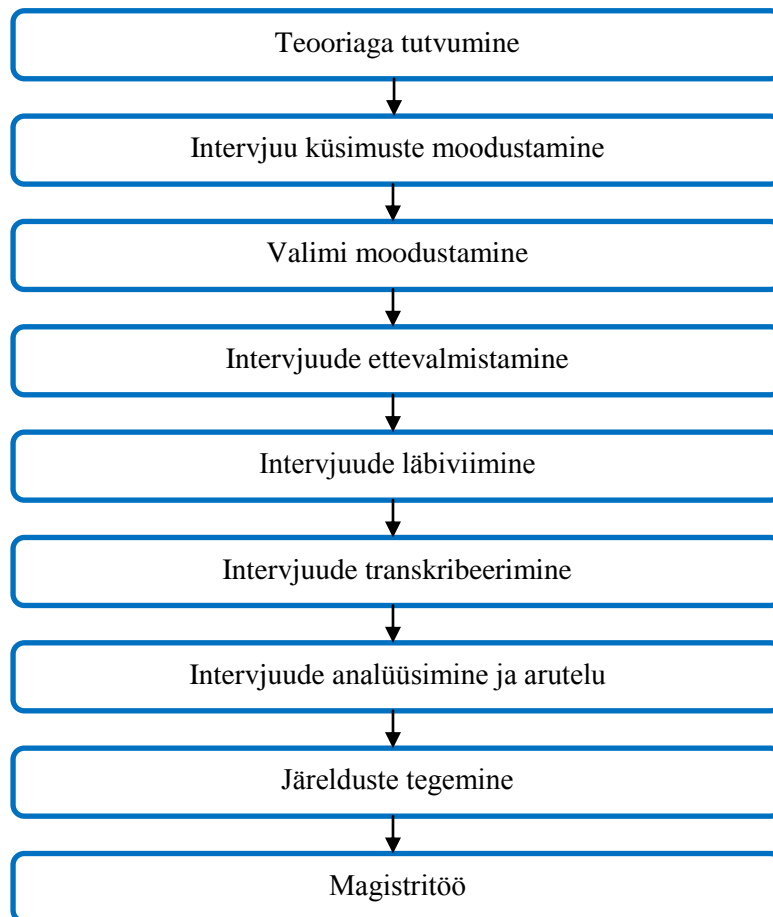 Teooriaga tutvumine
Intervjuu küsimuste moodustamine
Valimi moodustamine
Intervjuude ettevalmistamine
Intervjuude läbiviimine
Intervjuude transkribeerimine
Intervjuude analüüsimine ja arutelu
Järelduste tegemine
Magistritöö